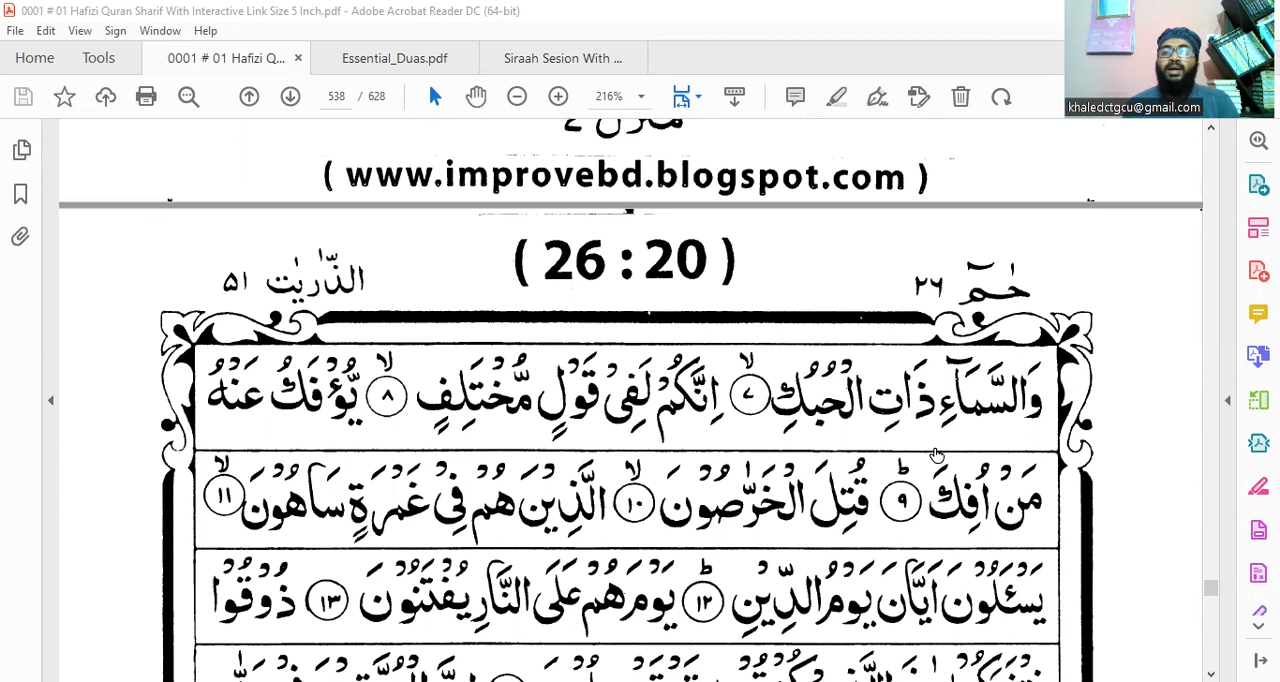 0001 # 01 Hafizi Quran Sharif With Interactive Link Size 5 Inch.pdf - Adobe Acrobat Reader DC (64-bit)
File Edit View Sign Window Help
Home Tools 0001 # 01 Hafizi Q... × Essential_Duas.pdf Siraah Sesion With ...
538 / 628 216%
khaledctgcu@gmail.com
منزل ٧
( www.improvebd.blogspot.com )
( 26 : 20 )
حٰمٓ ٢٦
الذّٰريٰت ٥١
وَالسَّمَآءِ ذَاتِ الْحُبُكِ ۙ ٧ اِنَّكُمْ لَفِىْ قَوْلٍ مُّخْتَلِفٍ ۙ ٨ يُّؤْفَكُ عَنْهُ
مَنْ اُفِكَ ؕ ٩ قُتِلَ الْخَرّٰصُوْنَ ۙ ١٠ الَّذِيْنَ هُمْ فِىْ غَمْرَةٍ سَاهُوْنَ ۙ ١١
يَسْـَٔلُوْنَ اَيَّانَ يَوْمُ الدِّيْنِ ؕ ١٢ يَوْمَ هُمْ عَلَى النَّارِ يُفْتَنُوْنَ ١٣ ذُوْقُوْا